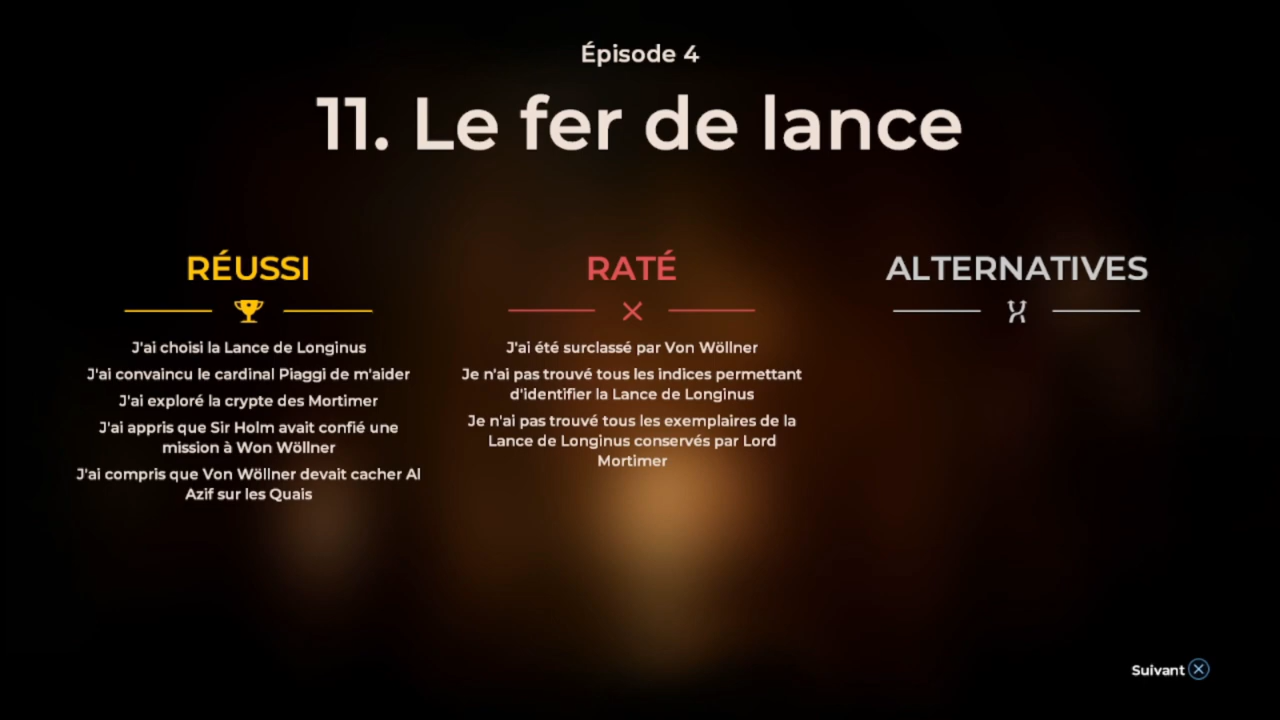 Épisode 4
11. Le fer de lance
RÉUSSI
J'ai choisi la Lance de Longinus
J'ai convaincu le cardinal Piaggi de m'aider
J'ai exploré la crypte des Mortimer
J'ai appris que Sir Holm avait confié une
mission à Won Wöllner
J'ai compris que Von Wöllner devait cacher Al
Azif sur les Quais
RATÉ
J'ai été surclassé par Von Wöllner
Je n'ai pas trouvé tous les indices permettant
d'identifier la Lance de Longinus
Je n'ai pas trouvé tous les exemplaires de la
Lance de Longinus conservés par Lord
Mortimer
ALTERNATIVES
Suivant